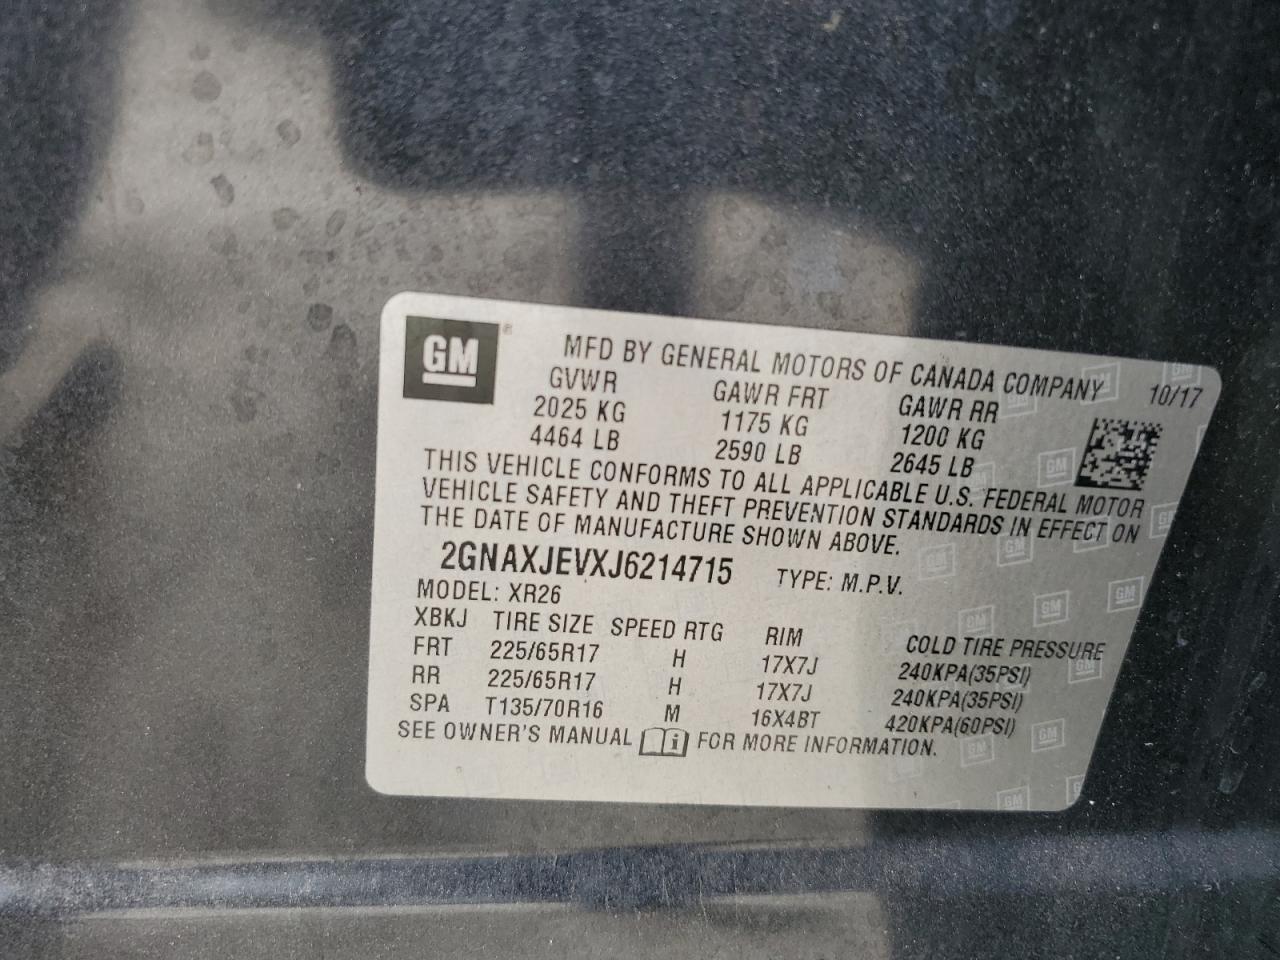 GM ®
MFD BY GENERAL MOTORS OF CANADA COMPANY 10/17
GVWR GAWR FRT GAWR RR
2025 KG 1175 KG 1200 KG
4464 LB 2590 LB 2645 LB
THIS VEHICLE CONFORMS TO ALL APPLICABLE U.S. FEDERAL MOTOR
VEHICLE SAFETY AND THEFT PREVENTION STANDARDS IN EFFECT ON
THE DATE OF MANUFACTURE SHOWN ABOVE.
2GNAXJEVXJ6214715 TYPE: M.P.V.
MODEL: XR26
XBKJ TIRE SIZE SPEED RTG RIM COLD TIRE PRESSURE
FRT 225/65R17 H 17X7J 240KPA(35PSI)
RR 225/65R17 H 17X7J 240KPA(35PSI)
SPA T135/70R16 M 16X4BT 420KPA(60PSI)
SEE OWNER'S MANUAL i FOR MORE INFORMATION.